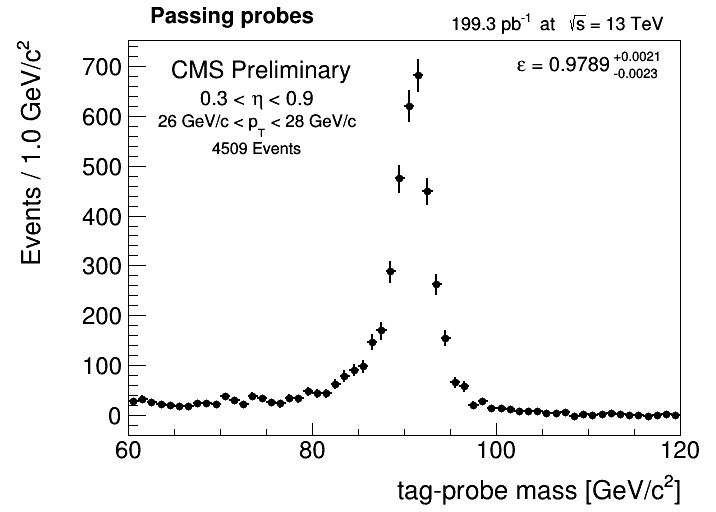 Passing probes
199.3 pb⁻¹ at √s = 13 TeV
CMS Preliminary
0.3 < η < 0.9
26 GeV/c < p_T < 28 GeV/c
4509 Events
ε = 0.9789 +0.0021 -0.0023
Events / 1.0 GeV/c²
700
600
500
400
300
200
100
0
60 80 100 120
tag-probe mass [GeV/c²]